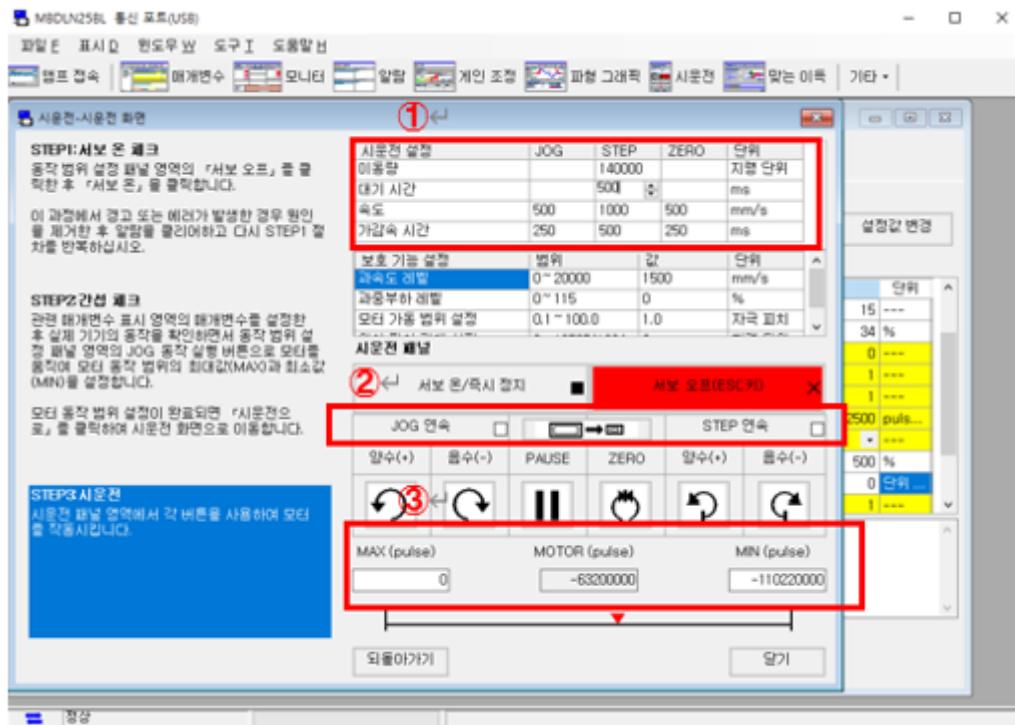 MBDLN25BL 통신 포트(USB)
파일 F 표시 D 윈도우 W 도구 T 도움말 H
앰프 접속 매개변수 모니터 알람 게인 조정 파형 그래픽 시운전 맞는 이득 기타
시운전-시운전 화면
①↵
STEP1:서보 온 체크
동작 범위 설정 패널 영역의 「서보 오프」를 클
릭한 후 「서보 온」을 클릭합니다.
이 과정에서 경고 또는 에러가 발생한 경우 원인
을 제거한 후 알람을 클리어하고 다시 STEP1 절
차를 반복하십시오.
STEP2:간섭 체크
관련 매개변수 표시 영역의 매개변수를 설정한
후 실제 기기의 동작을 확인하면서 동작 범위 설
정 패널 영역의 JOG 동작 실행 버튼으로 모터를
움직여 모터 동작 범위의 최대값(MAX)과 최소값
(MIN)을 설정합니다.
모터 동작 범위 설정이 완료되면 「시운전으
로」를 클릭하여 시운전 화면으로 이동합니다.
STEP3:시운전
시운전 패널 영역에서 각 버튼을 사용하여 모터
를 작동시킵니다.
시운전 설정 JOG STEP ZERO 단위
이동량 140000 지령 단위
대기 시간 500 ms
속도 500 1000 500 mm/s
가감속 시간 250 500 250 ms
보호 기능 설정 범위 값 단위
과속도 레벨 0~20000 1500 mm/s
과중부하 레벨 0~115 0 %
모터 가동 범위 설정 0.1~100.0 1.0 자극 피치
시운전 패널
②↵ 서보 온/즉시 정지 ■ 서보 오프(ESC키) X
JOG 연속 STEP 연속
양수(+) 음수(-) PAUSE ZERO 양수(+) 음수(-)
③↵
MAX (pulse) MOTOR (pulse) MIN (pulse)
0 -63200000 -110220000
되돌아가기 닫기
설정값 변경
단위
15 ---
34 %
0 ---
1 ---
1 ---
2500 puls...
500 %
0 단위 ...
1 ---
정상